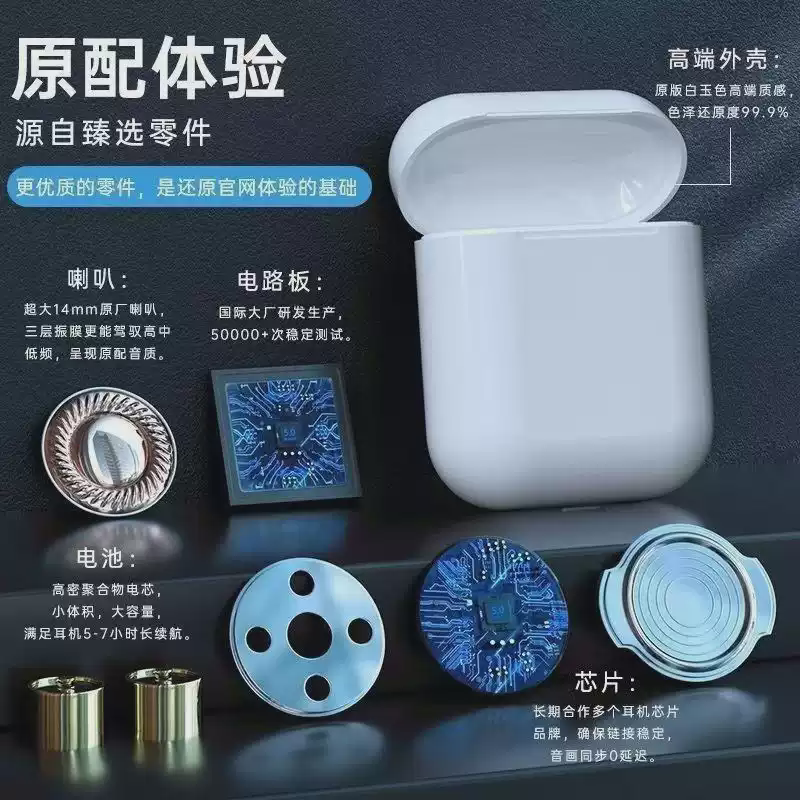 原配体验
源自臻选零件
更优质的零件，是还原官网体验的基础
高端外壳：
原版白玉色高端质感，
色泽还原度99.9%
喇叭：
超大14mm原厂喇叭，
三层振膜更能驾驭高中
低频，呈现原配音质。
电路板：
国际大厂研发生产，
50000+次稳定测试。
5.0
电池：
高密聚合物电芯，
小体积，大容量，
满足耳机5-7小时长续航。
5.0
芯片：
长期合作多个耳机芯片
品牌，确保链接稳定，
音画同步0延迟。